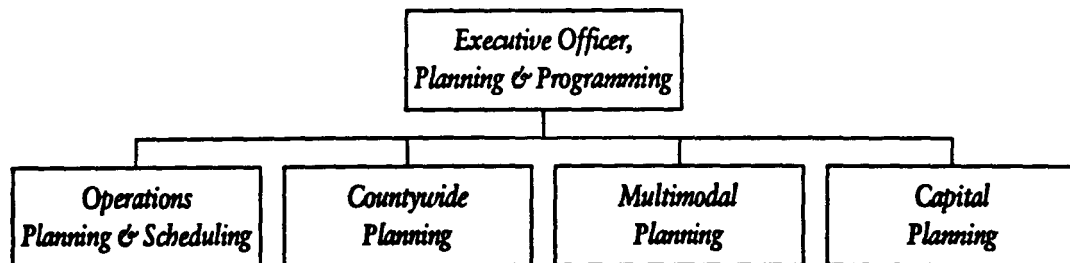 Executive Officer,
Planning & Programming
Operations
Planning & Scheduling
Countywide
Planning
Multimodal
Planning
Capital
Planning